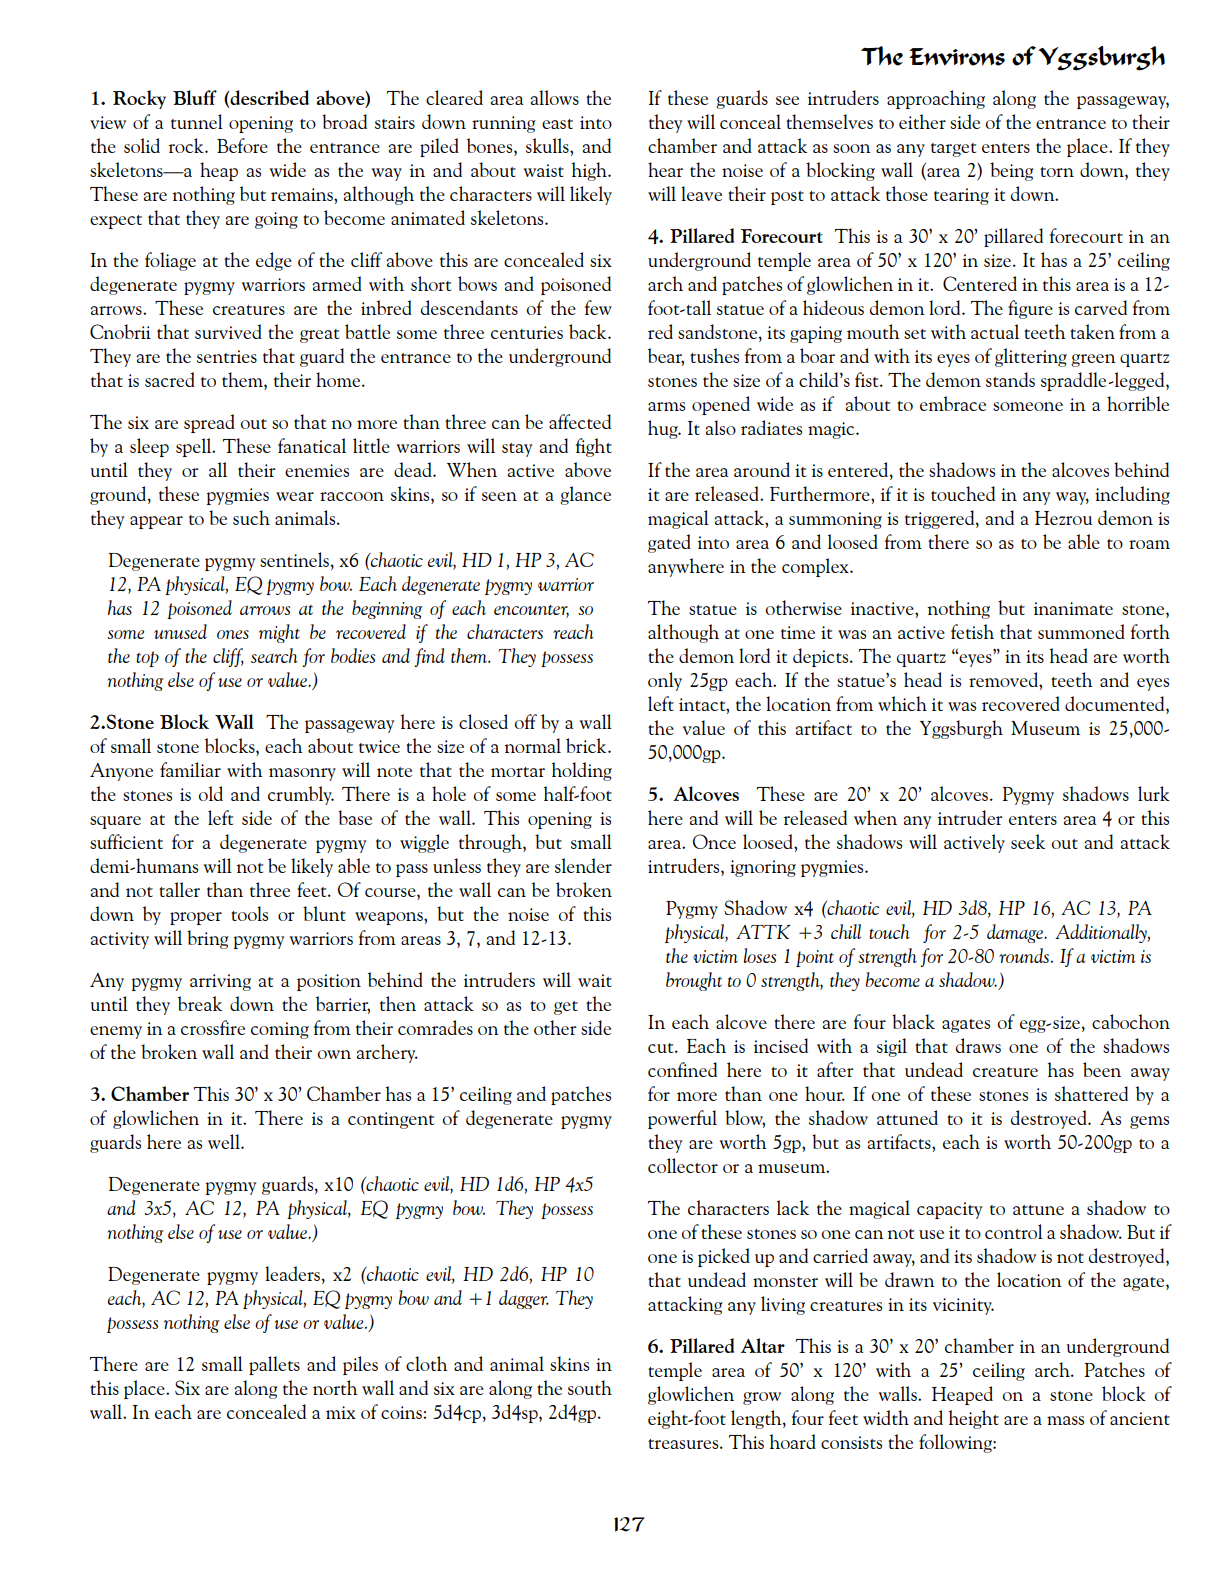 The Environs of Yggsburgh
1. Rocky Bluff (described above) The cleared area allows the
view of a tunnel opening to broad stairs down running east into
the solid rock. Before the entrance are piled bones, skulls, and
skeletons—a heap as wide as the way in and about waist high.
These are nothing but remains, although the characters will likely
expect that they are going to become animated skeletons.
In the foliage at the edge of the cliff above this are concealed six
degenerate pygmy warriors armed with short bows and poisoned
arrows. These creatures are the inbred descendants of the few
Cnobrii that survived the great battle some three centuries back.
They are the sentries that guard the entrance to the underground
that is sacred to them, their home.
The six are spread out so that no more than three can be affected
by a sleep spell. These fanatical little warriors will stay and fight
until they or all their enemies are dead. When active above
ground, these pygmies wear raccoon skins, so if seen at a glance
they appear to be such animals.
Degenerate pygmy sentinels, x6 (chaotic evil, HD 1, HP 3, AC
12, PA physical, EQ pygmy bow. Each degenerate pygmy warrior
has 12 poisoned arrows at the beginning of each encounter, so
some unused ones might be recovered if the characters reach
the top of the cliff, search for bodies and find them. They possess
nothing else of use or value.)
2.Stone Block Wall The passageway here is closed off by a wall
of small stone blocks, each about twice the size of a normal brick.
Anyone familiar with masonry will note that the mortar holding
the stones is old and crumbly. There is a hole of some half-foot
square at the left side of the base of the wall. This opening is
sufficient for a degenerate pygmy to wiggle through, but small
demi-humans will not be likely able to pass unless they are slender
and not taller than three feet. Of course, the wall can be broken
down by proper tools or blunt weapons, but the noise of this
activity will bring pygmy warriors from areas 3, 7, and 12-13.
Any pygmy arriving at a position behind the intruders will wait
until they break down the barrier, then attack so as to get the
enemy in a crossfire coming from their comrades on the other side
of the broken wall and their own archery.
3. Chamber This 30' x 30' Chamber has a 15' ceiling and patches
of glowlichen in it. There is a contingent of degenerate pygmy
guards here as well.
Degenerate pygmy guards, x10 (chaotic evil, HD 1d6, HP 4x5
and 3x5, AC 12, PA physical, EQ pygmy bow. They possess
nothing else of use or value.)
Degenerate pygmy leaders, x2 (chaotic evil, HD 2d6, HP 10
each, AC 12, PA physical, EQ pygmy bow and +1 dagger. They
possess nothing else of use or value.)
There are 12 small pallets and piles of cloth and animal skins in
this place. Six are along the north wall and six are along the south
wall. In each are concealed a mix of coins: 5d4cp, 3d4sp, 2d4gp.
If these guards see intruders approaching along the passageway,
they will conceal themselves to either side of the entrance to their
chamber and attack as soon as any target enters the place. If they
hear the noise of a blocking wall (area 2) being torn down, they
will leave their post to attack those tearing it down.
4. Pillared Forecourt This is a 30' x 20' pillared forecourt in an
underground temple area of 50' x 120' in size. It has a 25' ceiling
arch and patches of glowlichen in it. Centered in this area is a 12-
foot-tall statue of a hideous demon lord. The figure is carved from
red sandstone, its gaping mouth set with actual teeth taken from a
bear, tushes from a boar and with its eyes of glittering green quartz
stones the size of a child's fist. The demon stands spraddle-legged,
arms opened wide as if about to embrace someone in a horrible
hug. It also radiates magic.
If the area around it is entered, the shadows in the alcoves behind
it are released. Furthermore, if it is touched in any way, including
magical attack, a summoning is triggered, and a Hezrou demon is
gated into area 6 and loosed from there so as to be able to roam
anywhere in the complex.
The statue is otherwise inactive, nothing but inanimate stone,
although at one time it was an active fetish that summoned forth
the demon lord it depicts. The quartz “eyes” in its head are worth
only 25gp each. If the statue's head is removed, teeth and eyes
left intact, the location from which it was recovered documented,
the value of this artifact to the Yggsburgh Museum is 25,000-
50,000gp.
5. Alcoves These are 20' x 20' alcoves. Pygmy shadows lurk
here and will be released when any intruder enters area 4 or this
area. Once loosed, the shadows will actively seek out and attack
intruders, ignoring pygmies.
Pygmy Shadow x4 (chaotic evil, HD 3d8, HP 16, AC 13, PA
physical, ATTK +3 chill touch for 2-5 damage. Additionally,
the victim loses 1 point of strength for 20-80 rounds. If a victim is
brought to 0 strength, they become a shadow.)
In each alcove there are four black agates of egg-size, cabochon
cut. Each is incised with a sigil that draws one of the shadows
confined here to it after that undead creature has been away
for more than one hour. If one of these stones is shattered by a
powerful blow, the shadow attuned to it is destroyed. As gems
they are worth 5gp, but as artifacts, each is worth 50-200gp to a
collector or a museum.
The characters lack the magical capacity to attune a shadow to
one of these stones so one can not use it to control a shadow. But if
one is picked up and carried away, and its shadow is not destroyed,
that undead monster will be drawn to the location of the agate,
attacking any living creatures in its vicinity.
6. Pillared Altar This is a 30' x 20' chamber in an underground
temple area of 50' x 120' with a 25' ceiling arch. Patches of
glowlichen grow along the walls. Heaped on a stone block of
eight-foot length, four feet width and height are a mass of ancient
treasures. This hoard consists the following:
127